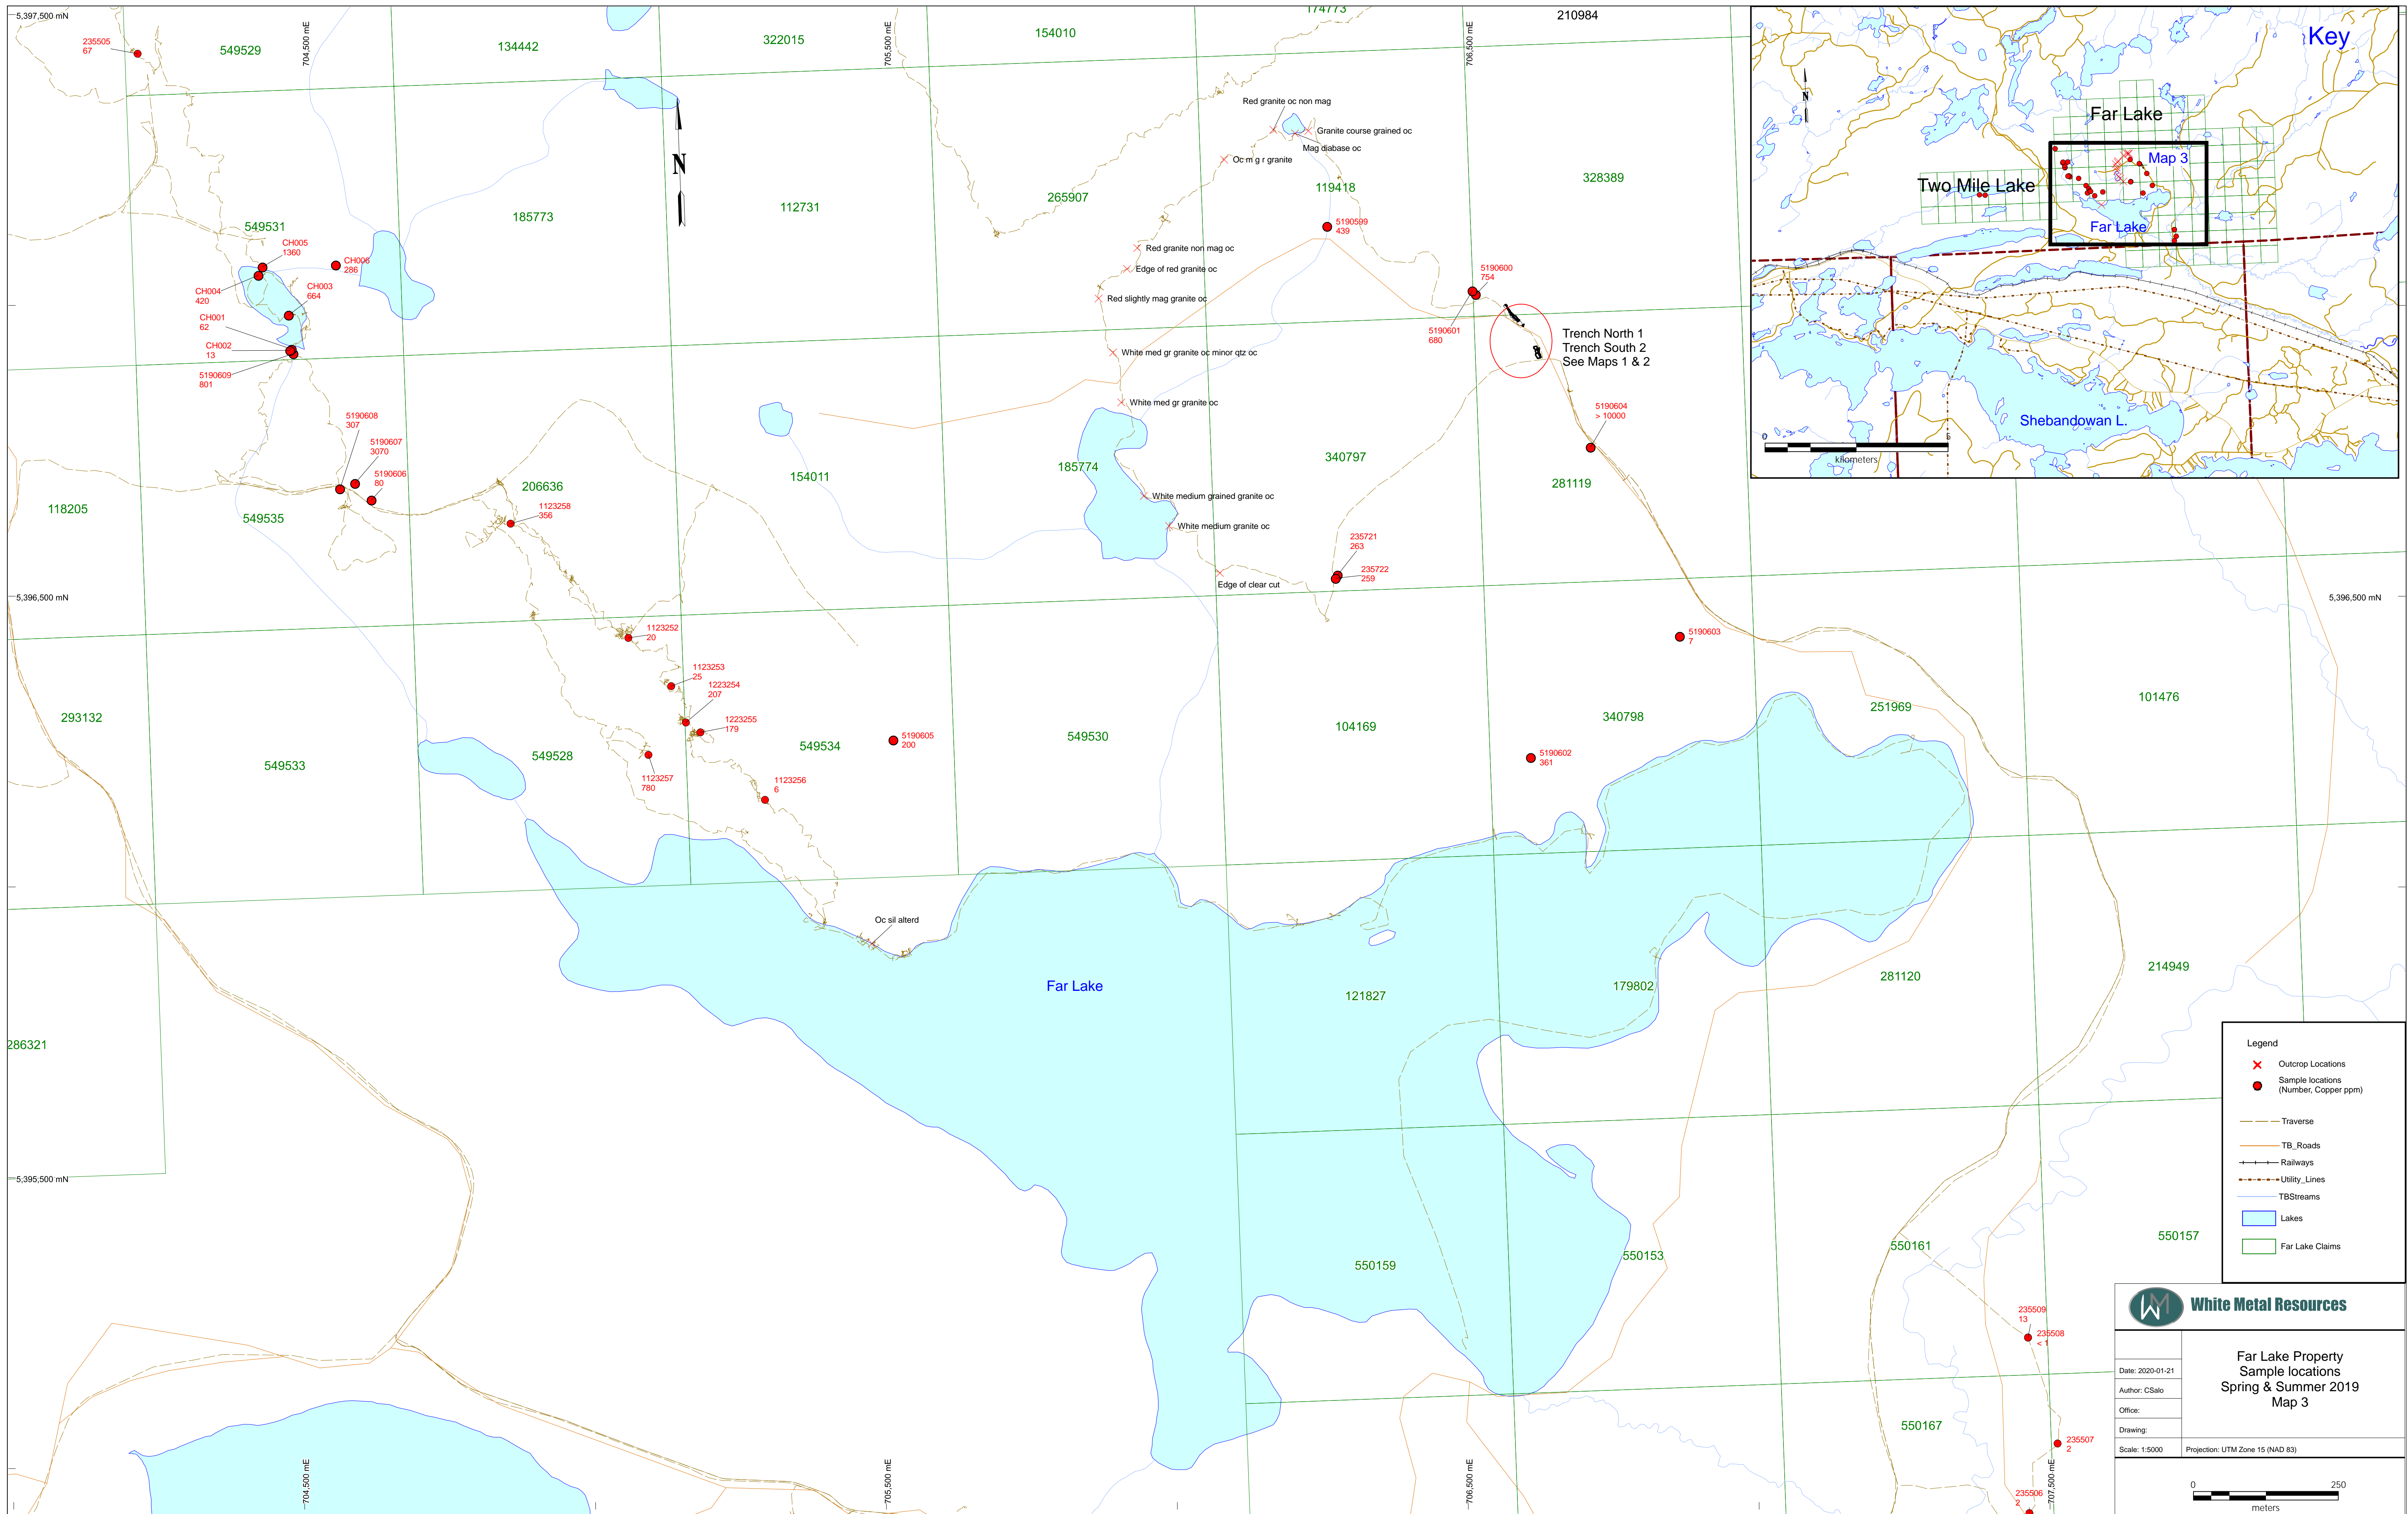 5,397,500 mN
704,500 mE
705,500 mE
706,500 mE
174773
210984
235505
67
549529
134442
322015
154010
Red granite oc non mag
Granite course grained oc
Mag diabase oc
Oc m g r granite
N
549531
185773
112731
265907
119418
328389
CH005
1360
CH006
286
CH004
420
CH003
664
CH001
62
CH002
13
5190609
801
5190599
439
Red granite non mag oc
Edge of red granite oc
Red slightly mag granite oc
5190600
754
5190601
680
Trench North 1
Trench South 2
See Maps 1 & 2
White med gr granite oc minor qtz oc
White med gr granite oc
5190604
> 10000
5190608
307
5190607
3070
5190606
80
118205
549535
206636
154011
185774
340797
281119
1123258
356
White medium grained granite oc
White medium granite oc
235721
263
235722
259
Edge of clear cut
5,396,500 mN
5,396,500 mN
1123252
20
5190603
7
1123253
25
1223254
207
1223255
179
5190605
200
5190602
361
1123257
780
1123256
6
293132
549533
549528
549534
549530
104169
340798
251969
101476
Oc sil alterd
Far Lake
286321
121827
179802
281120
214949
5,395,500 mN
550159
550153
550161
550157
235509
13
235508
< 1
550167
235507
2
235506
2
704,500 mE
705,500 mE
706,500 mE
707,500 mE
Key
N
Far Lake
Map 3
Two Mile Lake
Far Lake
Shebandowan L.
0
5
kilometers
Legend
Outcrop Locations
Sample locations
(Number, Copper ppm)
Traverse
TB_Roads
Railways
Utility_Lines
TBStreams
Lakes
Far Lake Claims
White Metal Resources
Far Lake Property
Sample locations
Spring & Summer 2019
Map 3
Date: 2020-01-21
Author: CSalo
Office:
Drawing:
Scale: 1:5000
Projection: UTM Zone 15 (NAD 83)
0
250
meters